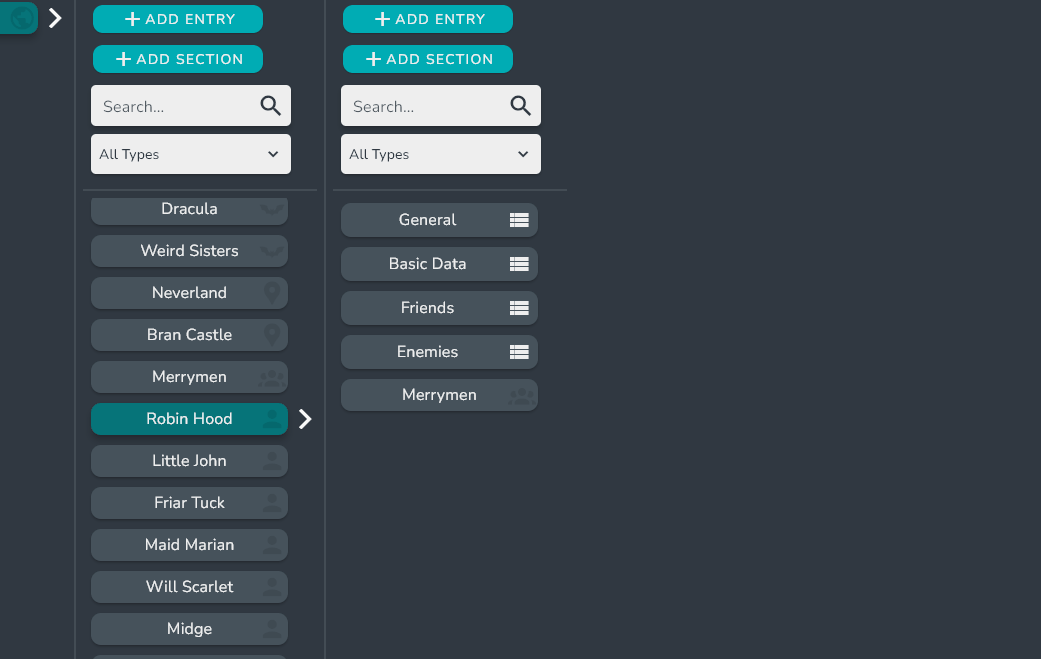 ADD ENTRY
ADD SECTION
Search...
All Types
Dracula
Weird Sisters
Neverland
Bran Castle
Merrymen
Robin Hood
Little John
Friar Tuck
Maid Marian
Will Scarlet
Midge
ADD ENTRY
ADD SECTION
Search...
All Types
General
Basic Data
Friends
Enemies
Merrymen